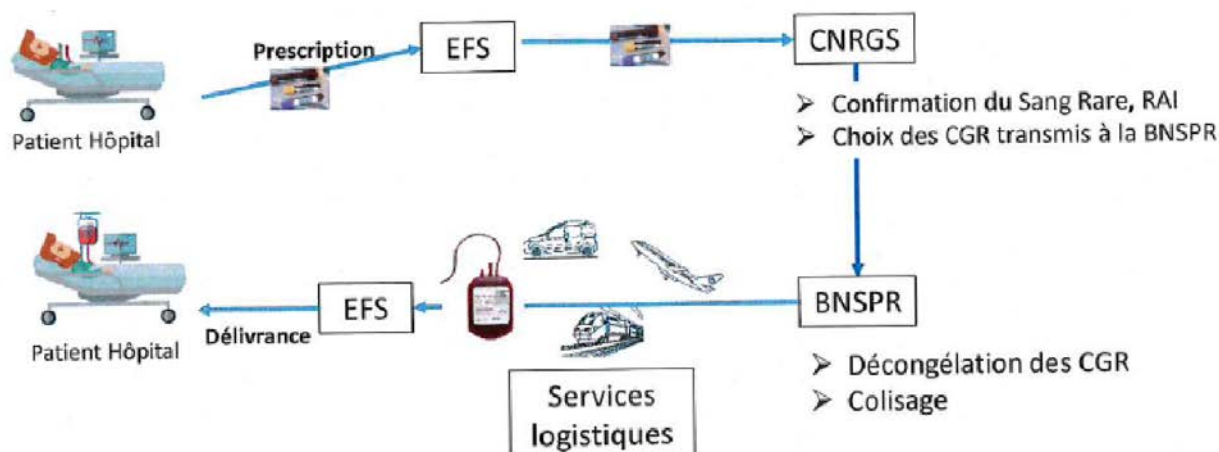 Prescription
EFS
CNRGS
Patient Hôpital
➢ Confirmation du Sang Rare, RAI
➢ Choix des CGR transmis à la BNSPR
BNSPR
EFS
Délivrance
Patient Hôpital
➢ Décongélation des CGR
➢ Colisage
Services
logistiques